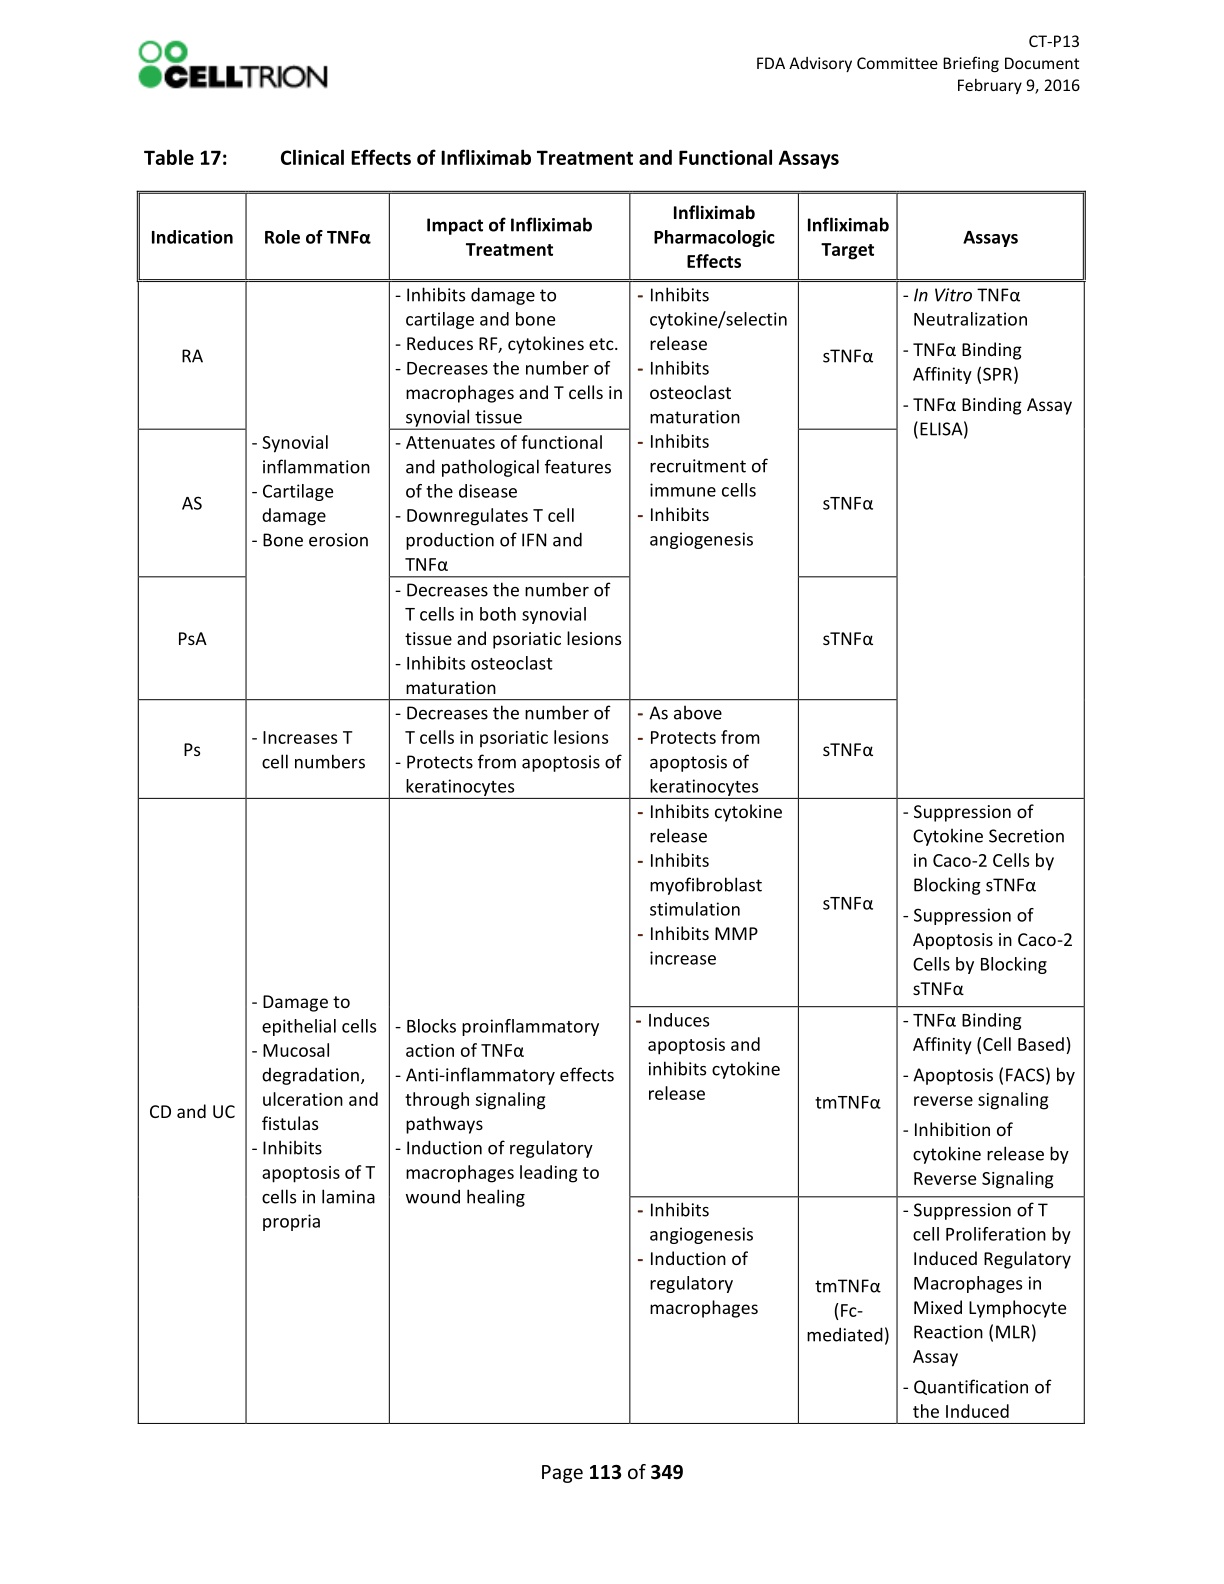 CELLTRION
CT-P13
FDA Advisory Committee Briefing Document
February 9, 2016
Table 17: Clinical Effects of Infliximab Treatment and Functional Assays
Indication
Role of TNFα
Impact of Infliximab
Treatment
Infliximab
Pharmacologic
Effects
Infliximab
Target
Assays
RA
- Synovial
inflammation
- Cartilage
damage
- Bone erosion
- Inhibits damage to
cartilage and bone
- Reduces RF, cytokines etc.
- Decreases the number of
macrophages and T cells in
synovial tissue
- Inhibits
cytokine/selectin
release
- Inhibits
osteoclast
maturation
- Inhibits
recruitment of
immune cells
- Inhibits
angiogenesis
sTNFα
- In Vitro TNFα
Neutralization
- TNFα Binding
Affinity (SPR)
- TNFα Binding Assay
(ELISA)
AS
- Attenuates of functional
and pathological features
of the disease
- Downregulates T cell
production of IFN and
TNFα
sTNFα
PsA
- Decreases the number of
T cells in both synovial
tissue and psoriatic lesions
- Inhibits osteoclast
maturation
sTNFα
Ps
- Increases T
cell numbers
- Decreases the number of
T cells in psoriatic lesions
- Protects from apoptosis of
keratinocytes
- As above
- Protects from
apoptosis of
keratinocytes
sTNFα
CD and UC
- Damage to
epithelial cells
- Mucosal
degradation,
ulceration and
fistulas
- Inhibits
apoptosis of T
cells in lamina
propria
- Blocks proinflammatory
action of TNFα
- Anti-inflammatory effects
through signaling
pathways
- Induction of regulatory
macrophages leading to
wound healing
- Inhibits cytokine
release
- Inhibits
myofibroblast
stimulation
- Inhibits MMP
increase
sTNFα
- Suppression of
Cytokine Secretion
in Caco-2 Cells by
Blocking sTNFα
- Suppression of
Apoptosis in Caco-2
Cells by Blocking
sTNFα
- Induces
apoptosis and
inhibits cytokine
release
tmTNFα
- TNFα Binding
Affinity (Cell Based)
- Apoptosis (FACS) by
reverse signaling
- Inhibition of
cytokine release by
Reverse Signaling
- Inhibits
angiogenesis
- Induction of
regulatory
macrophages
tmTNFα
(Fc-
mediated)
- Suppression of T
cell Proliferation by
Induced Regulatory
Macrophages in
Mixed Lymphocyte
Reaction (MLR)
Assay
- Quantification of
the Induced
Page 113 of 349